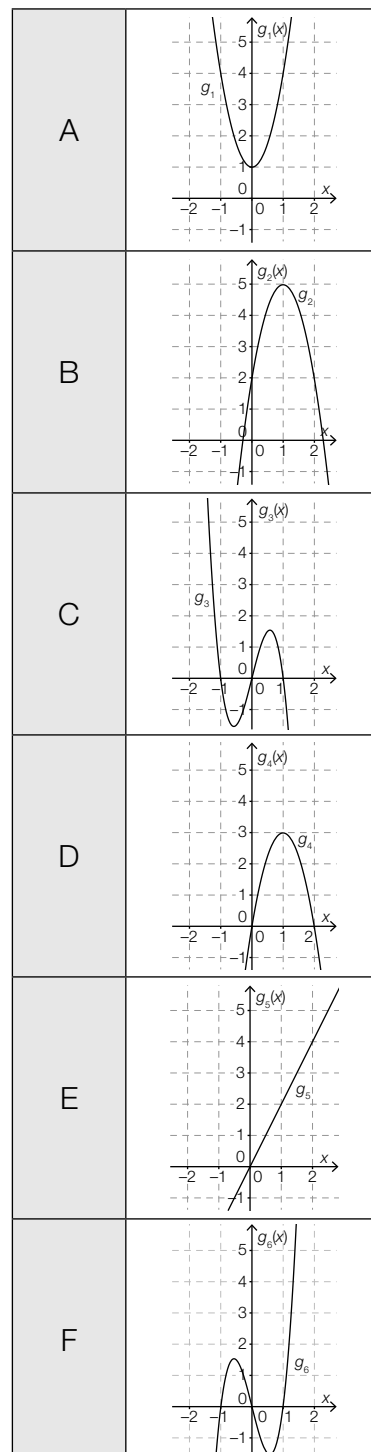 A
g₁(x)
5
4
g₁
3
2
1
0
x
–2 –1 0 1 2
–1
B
g₂(x)
5
g₂
4
3
2
1
0
x
–2 –1 0 1 2
–1
C
g₃(x)
5
4
3
g₃
2
1
0
x
–2 –1 0 1 2
–1
D
g₄(x)
5
4
3
g₄
2
1
0
x
–2 –1 0 1 2
–1
E
g₅(x)
5
4
3
g₅
2
1
0
x
–2 –1 0 1 2
–1
F
g₆(x)
5
4
3
2
g₆
1
0
x
–2 –1 0 1 2
–1